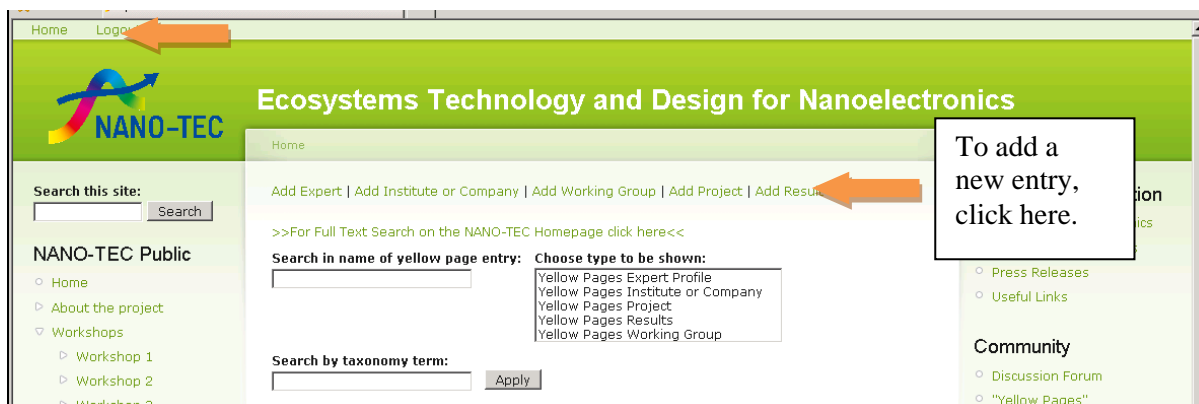 Home
NANO-TEC
Ecosystems Technology and Design for Nanoelectronics
Home
To add a
new entry,
click here.
Search this site:
Search
NANO-TEC Public
Home
About the project
Workshops
Workshop 1
Workshop 2
Add Expert | Add Institute or Company | Add Working Group | Add Project | Add
>>For Full Text Search on the NANO-TEC Homepage click here<<
Search in name of yellow page entry:
Choose type to be shown:
Yellow Pages Expert Profile
Yellow Pages Institute or Company
Yellow Pages Project
Yellow Pages Results
Yellow Pages Working Group
Search by taxonomy term:
Apply
Press Releases
Useful Links
Community
Discussion Forum
"Yellow Pages"